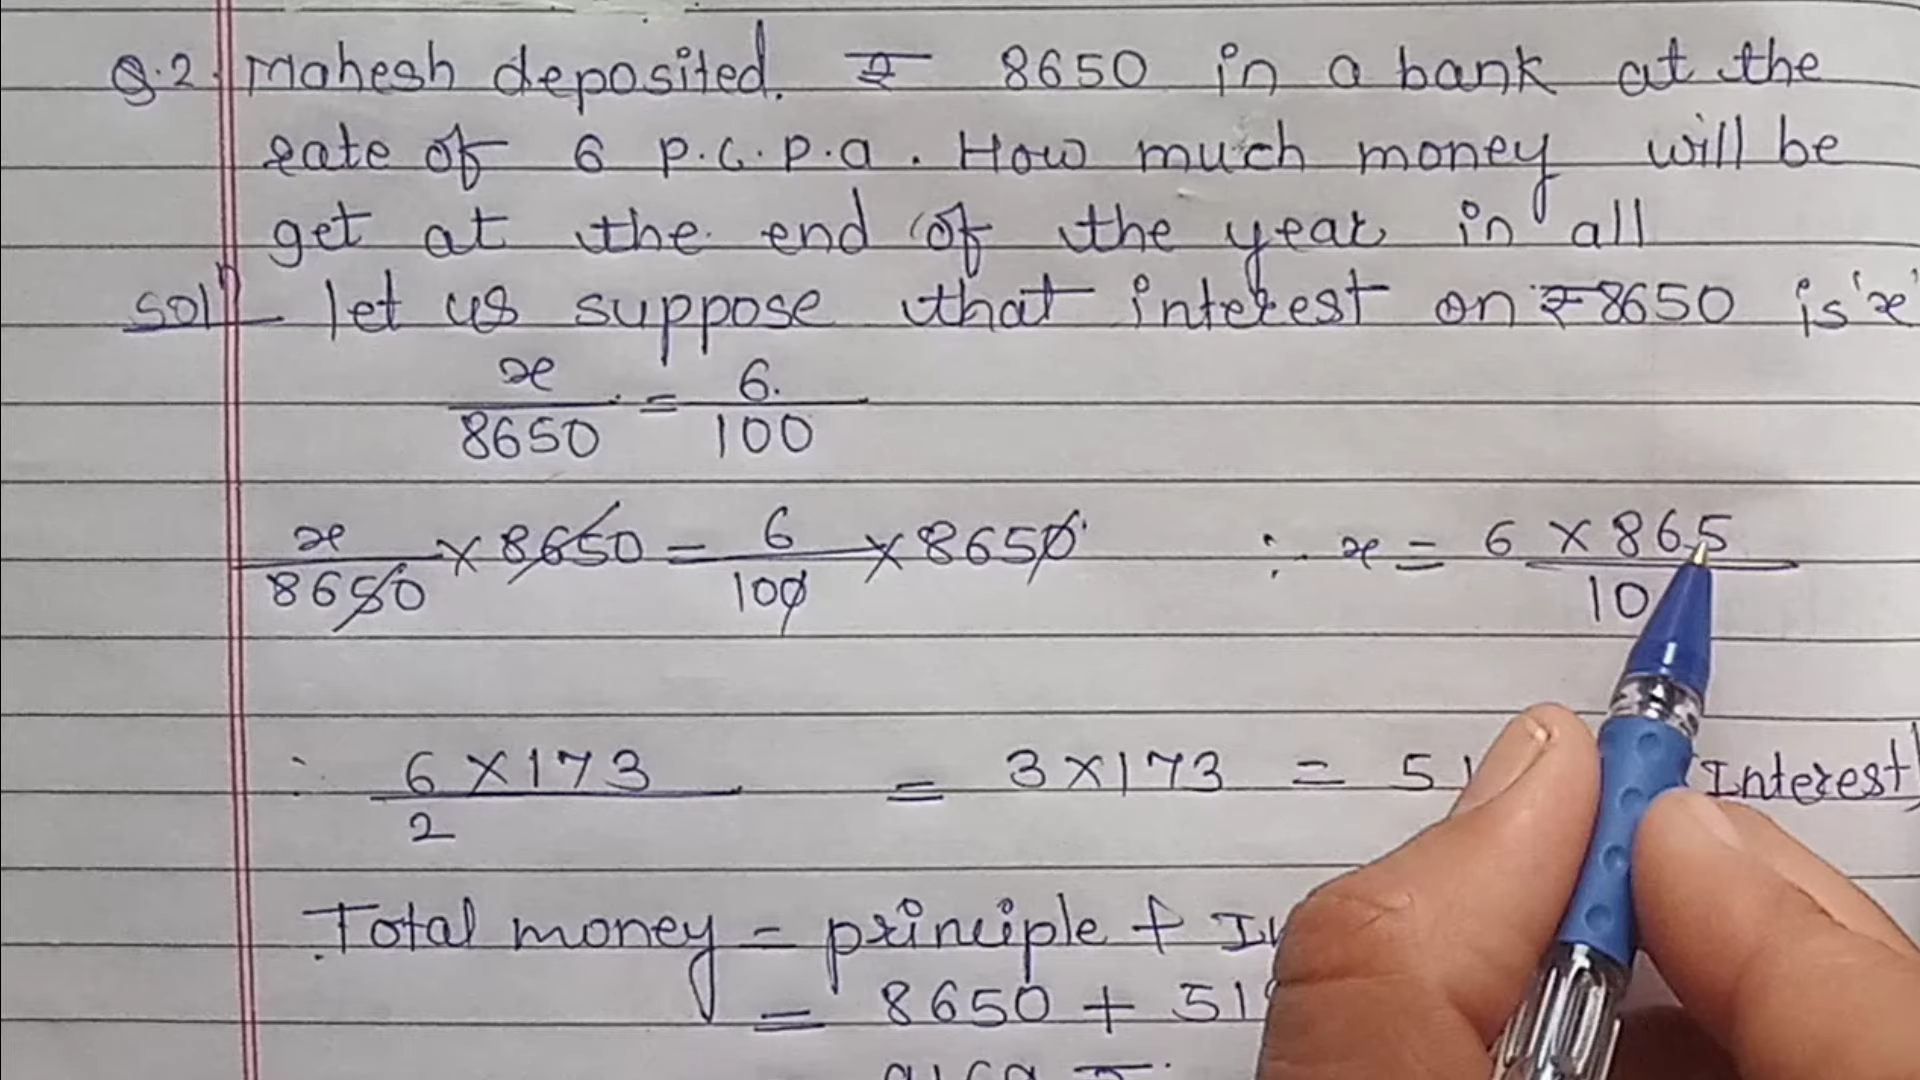 Q.2 Mahesh deposited. ₹ 8650 in a bank at the
rate of 6 p.c.p.a. How much money will be
get at the end of the year in all
solⁿ let us suppose that interest on ₹ 8650 is 'x'
x/8650 = 6/100
x/8650 × 8650 = 6/100 × 8650 ∴ x = 6 × 865/10
∴ 6 × 173/2 = 3 × 173 = 51 Interest)
Total money = principle +
= 8650 + 51